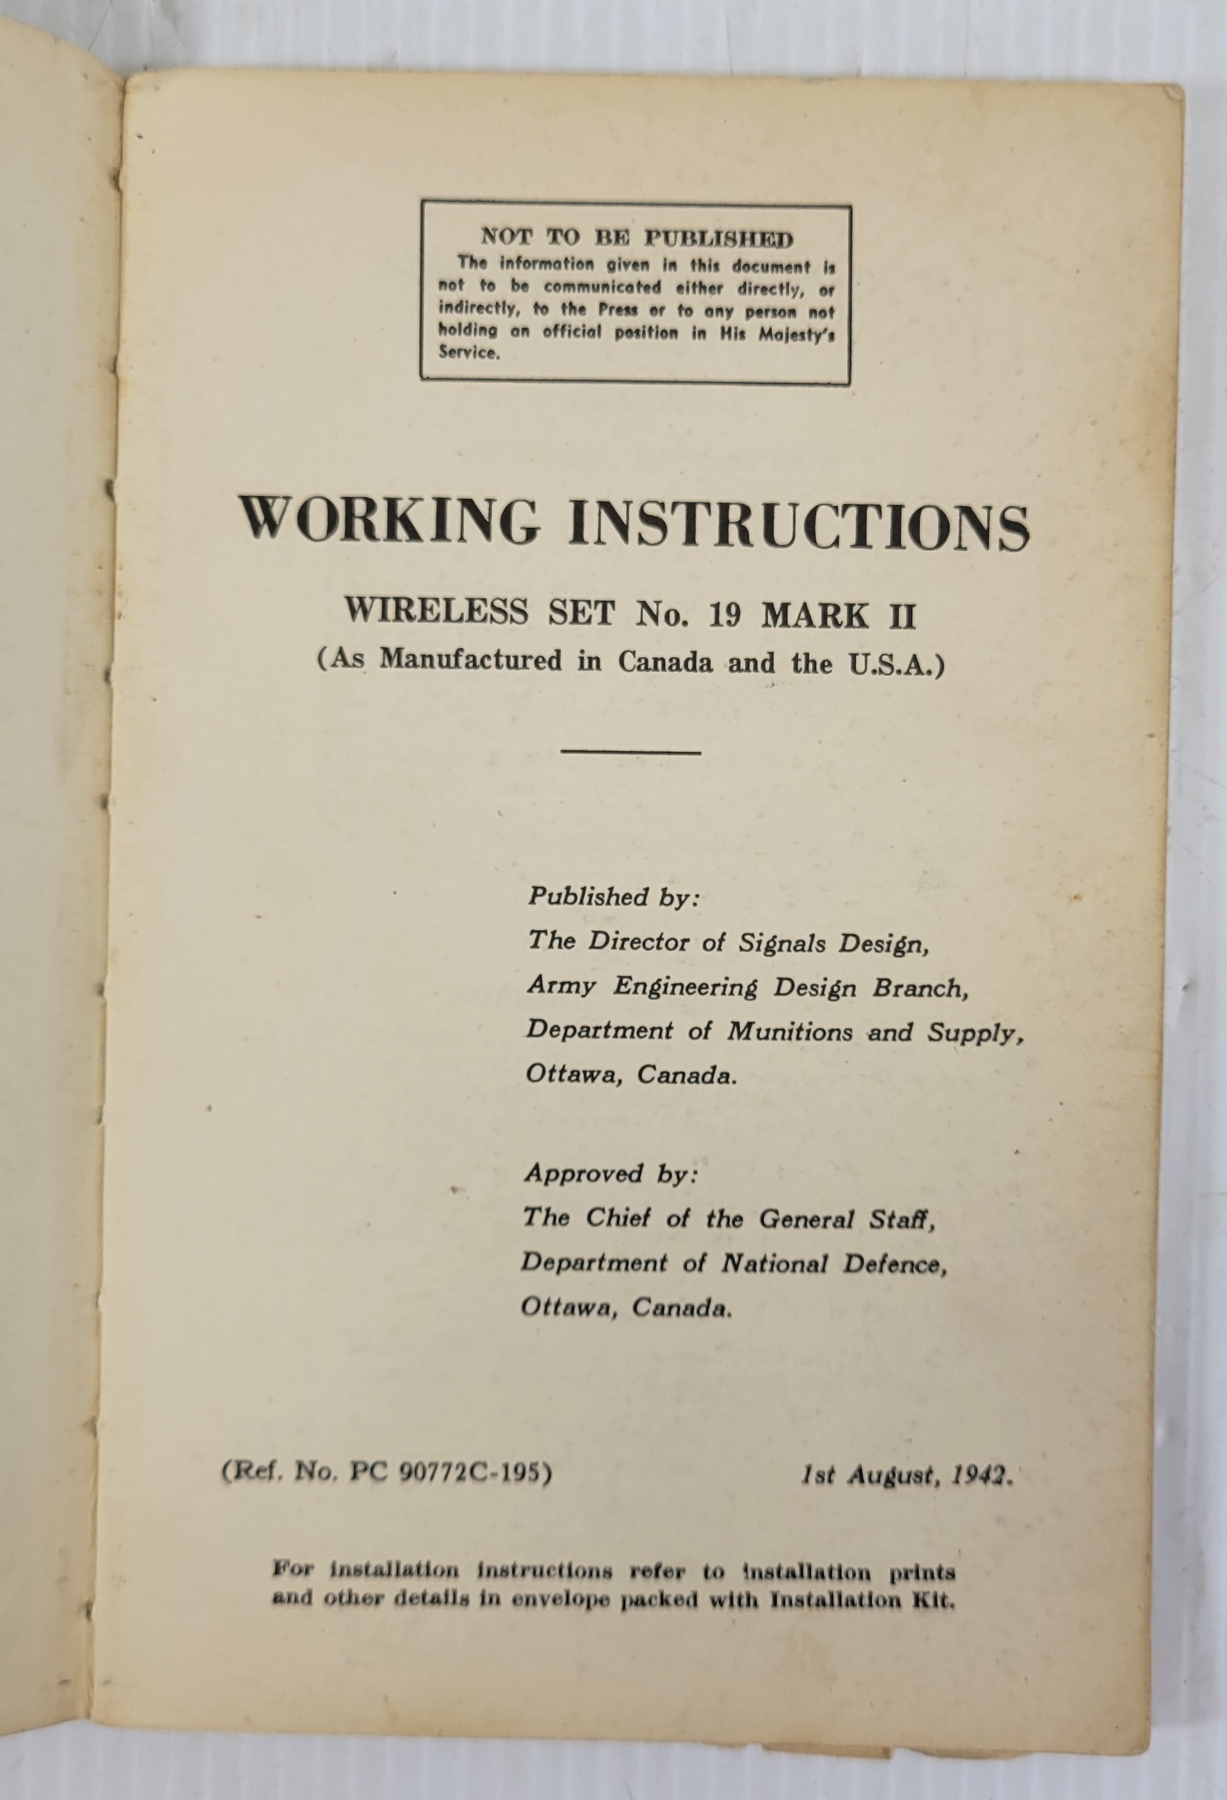 NOT TO BE PUBLISHED
The information given in this document is
not to be communicated either directly, or
indirectly, to the Press or to any person not
holding an official position in His Majesty's
Service.
WORKING INSTRUCTIONS
WIRELESS SET No. 19 MARK II
(As Manufactured in Canada and the U.S.A.)
Published by:
The Director of Signals Design,
Army Engineering Design Branch,
Department of Munitions and Supply,
Ottawa, Canada.
Approved by:
The Chief of the General Staff,
Department of National Defence,
Ottawa, Canada.
(Ref. No. PC 90772C-195) 1st August, 1942.
For installation instructions refer to installation prints
and other details in envelope packed with Installation Kit.